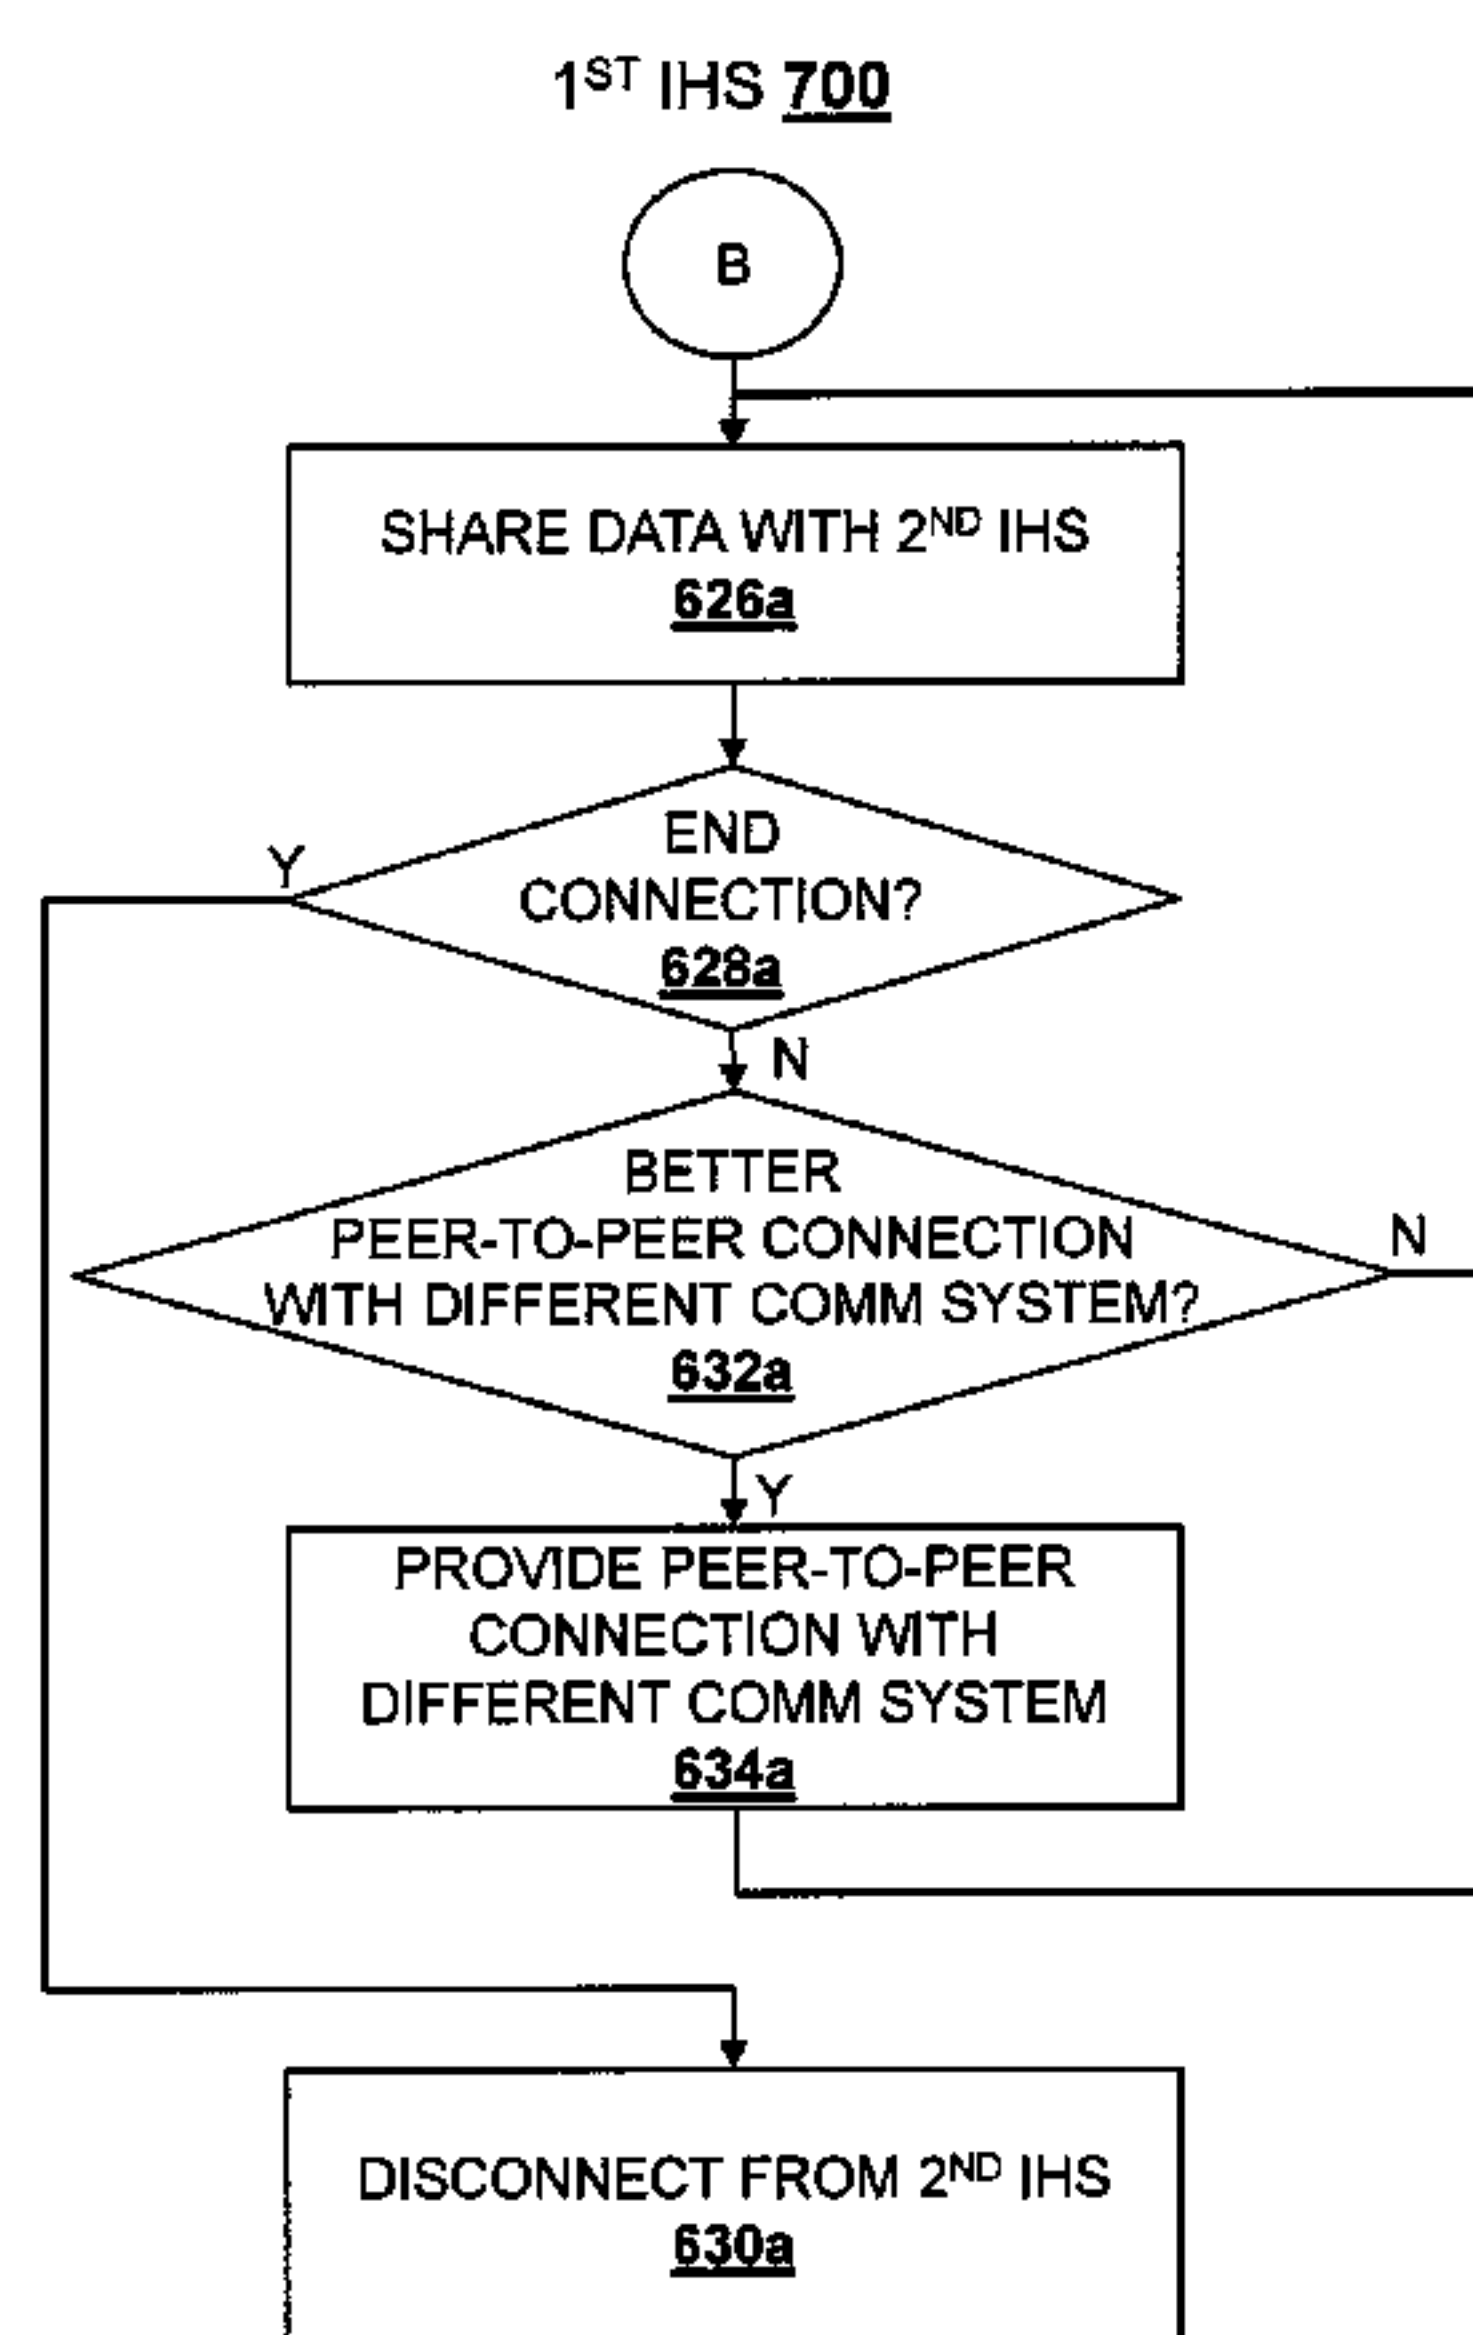 1ST IHS 700
B
SHARE DATA WITH 2ND IHS
626a
Y
END
CONNECTION?
628a
N
BETTER
PEER-TO-PEER CONNECTION
WITH DIFFERENT COMM SYSTEM?
632a
N
Y
PROVIDE PEER-TO-PEER
CONNECTION WITH
DIFFERENT COMM SYSTEM
634a
DISCONNECT FROM 2ND IHS
630a